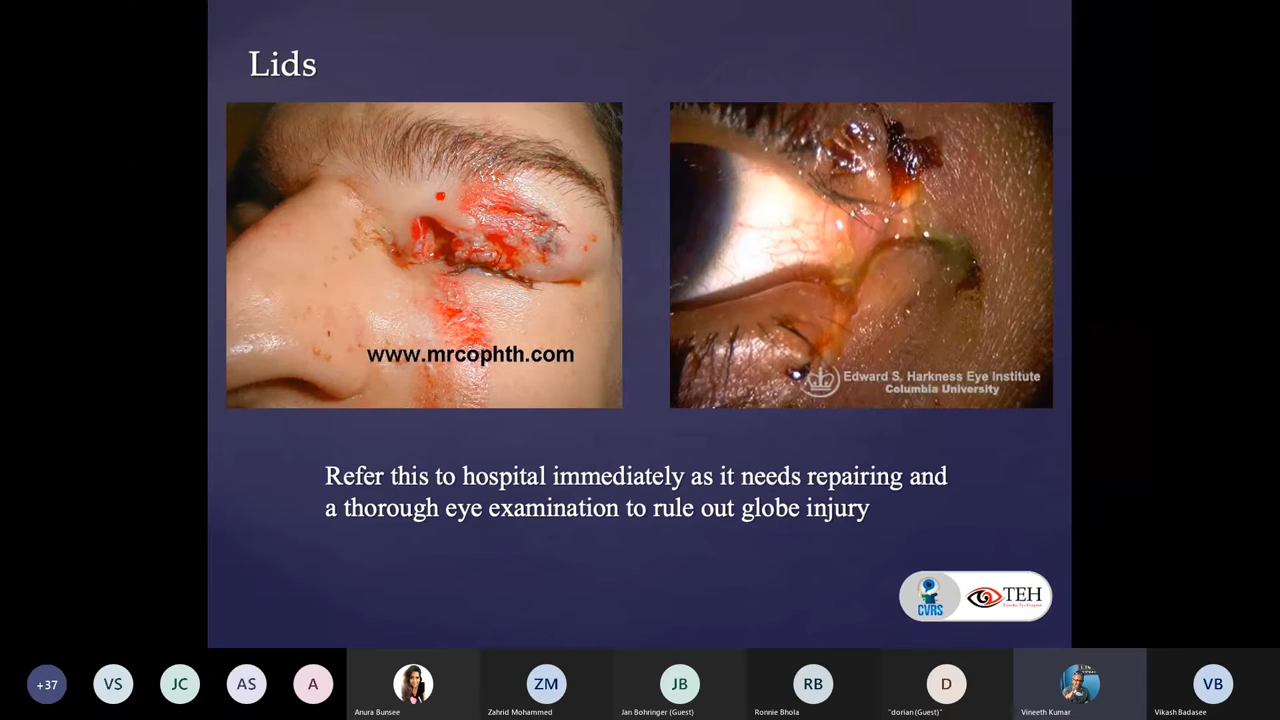 Lids
www.mrcophth.com
Edward S. Harkness Eye Institute
Columbia University
Refer this to hospital immediately as it needs repairing and
a thorough eye examination to rule out globe injury
CVRS
TEH
+37
VS
JC
AS
A
ZM
JB
RB
D
VB
Anura Bunsee
Zahrid Mohammed
Jan Bohringer (Guest)
Ronnie Bhola
"dorian (Guest)"
Vineeth Kumar
Vikash Badasee